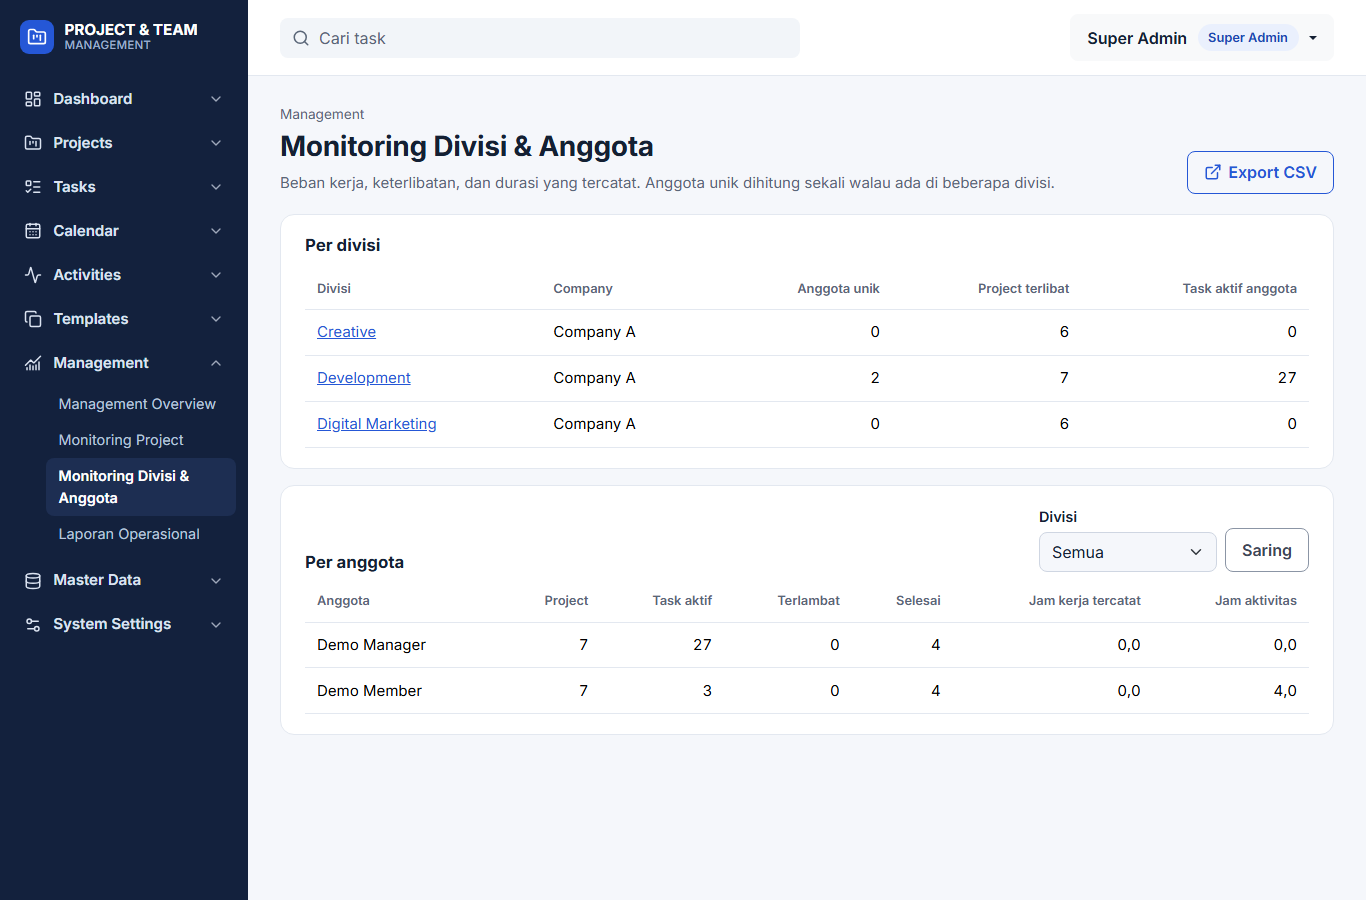 PROJECT & TEAM
MANAGEMENT
Cari task
Super Admin
Super Admin
Dashboard
Projects
Tasks
Calendar
Activities
Templates
Management
Management Overview
Monitoring Project
Monitoring Divisi &
Anggota
Laporan Operasional
Master Data
System Settings
Management
Monitoring Divisi & Anggota
Beban kerja, keterlibatan, dan durasi yang tercatat. Anggota unik dihitung sekali walau ada di beberapa divisi.
Export CSV
Per divisi
Divisi Company Anggota unik Project terlibat Task aktif anggota
Creative Company A 0 6 0
Development Company A 2 7 27
Digital Marketing Company A 0 6 0
Divisi
Semua
Saring
Per anggota
Anggota Project Task aktif Terlambat Selesai Jam kerja tercatat Jam aktivitas
Demo Manager 7 27 0 4 0,0 0,0
Demo Member 7 3 0 4 0,0 4,0